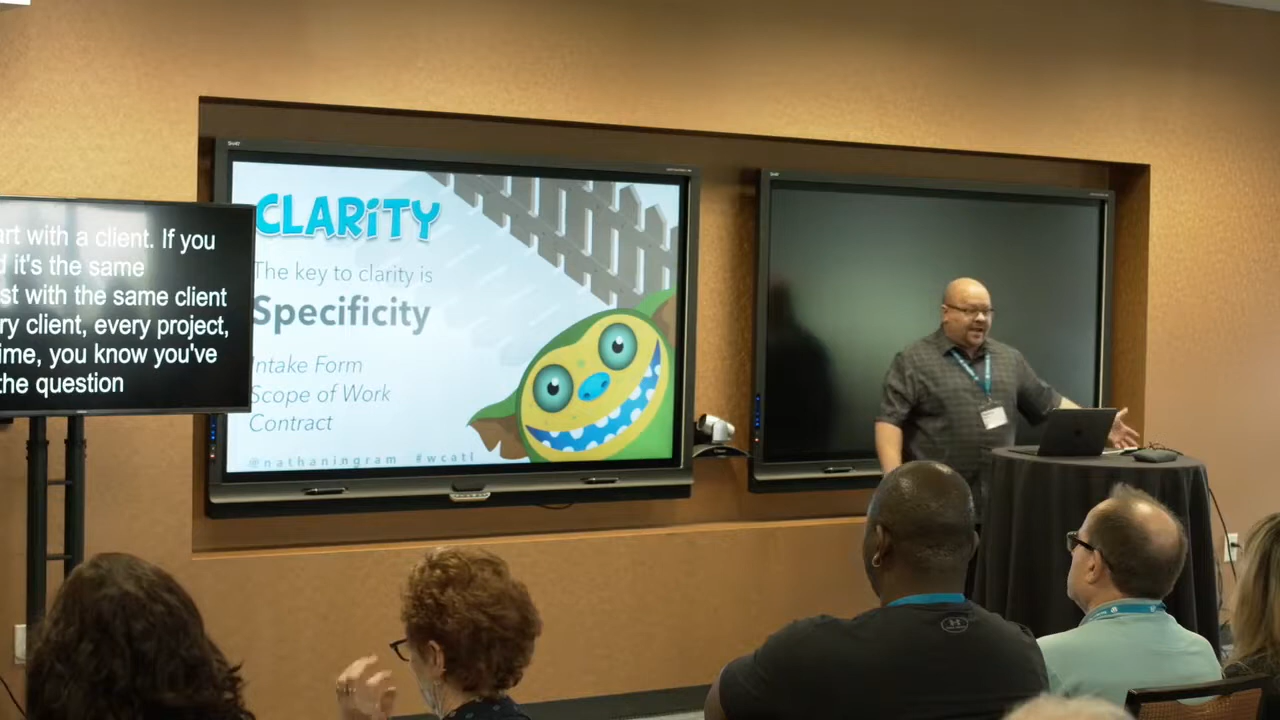 art with a client. If you
it's the same
st with the same client
ry client, every project,
ime, you know you've
the question
CLARiTY
The key to clarity is
Specificity
Intake Form
Scope of Work
Contract
@nathaningram #wcatl